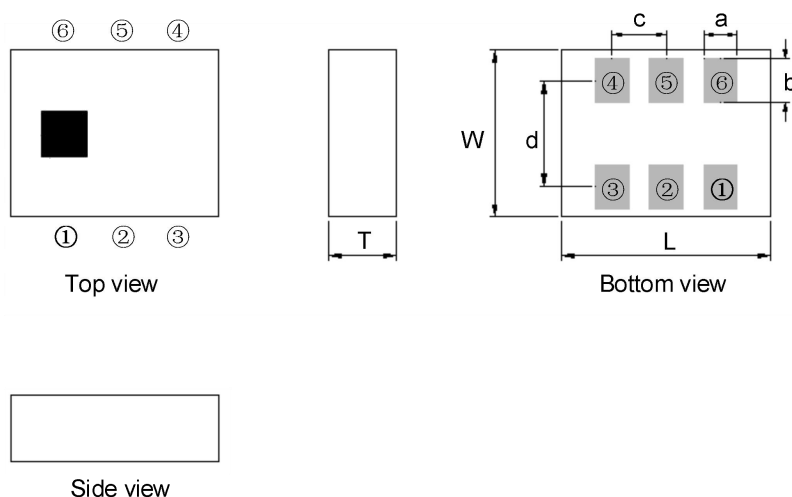 ⑥ ⑤ ④
c a
④ ⑤ ⑥
b
W d
③ ② ①
① ② ③
T L
Top view Bottom view
Side view